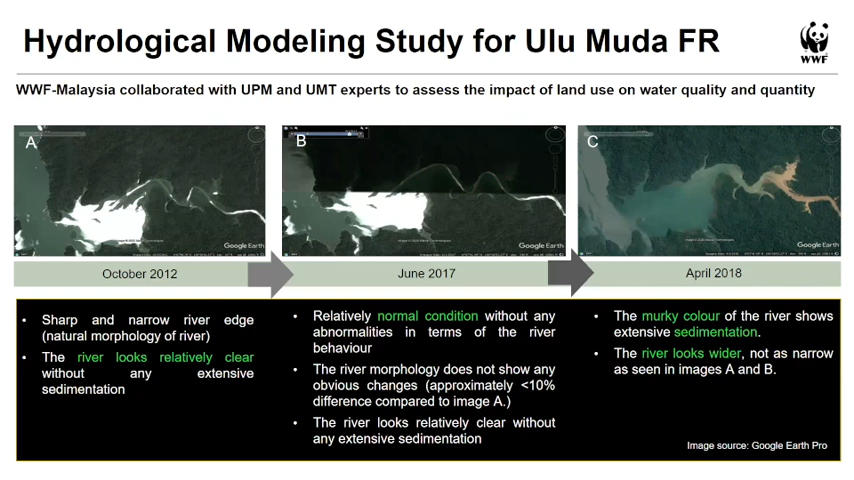 Hydrological Modeling Study for Ulu Muda FR
WWF
WWF-Malaysia collaborated with UPM and UMT experts to assess the impact of land use on water quality and quantity
A
B
C
Google Earth
Google Earth
Google Earth
October 2012
June 2017
April 2018
• Sharp and narrow river edge
(natural morphology of river)
• The river looks relatively clear
without any extensive
sedimentation
• Relatively normal condition without any
abnormalities in terms of the river
behaviour
• The river morphology does not show any
obvious changes (approximately <10%
difference compared to image A.)
• The river looks relatively clear without
any extensive sedimentation
• The murky colour of the river shows
extensive sedimentation.
• The river looks wider, not as narrow
as seen in images A and B.
Image source: Google Earth Pro